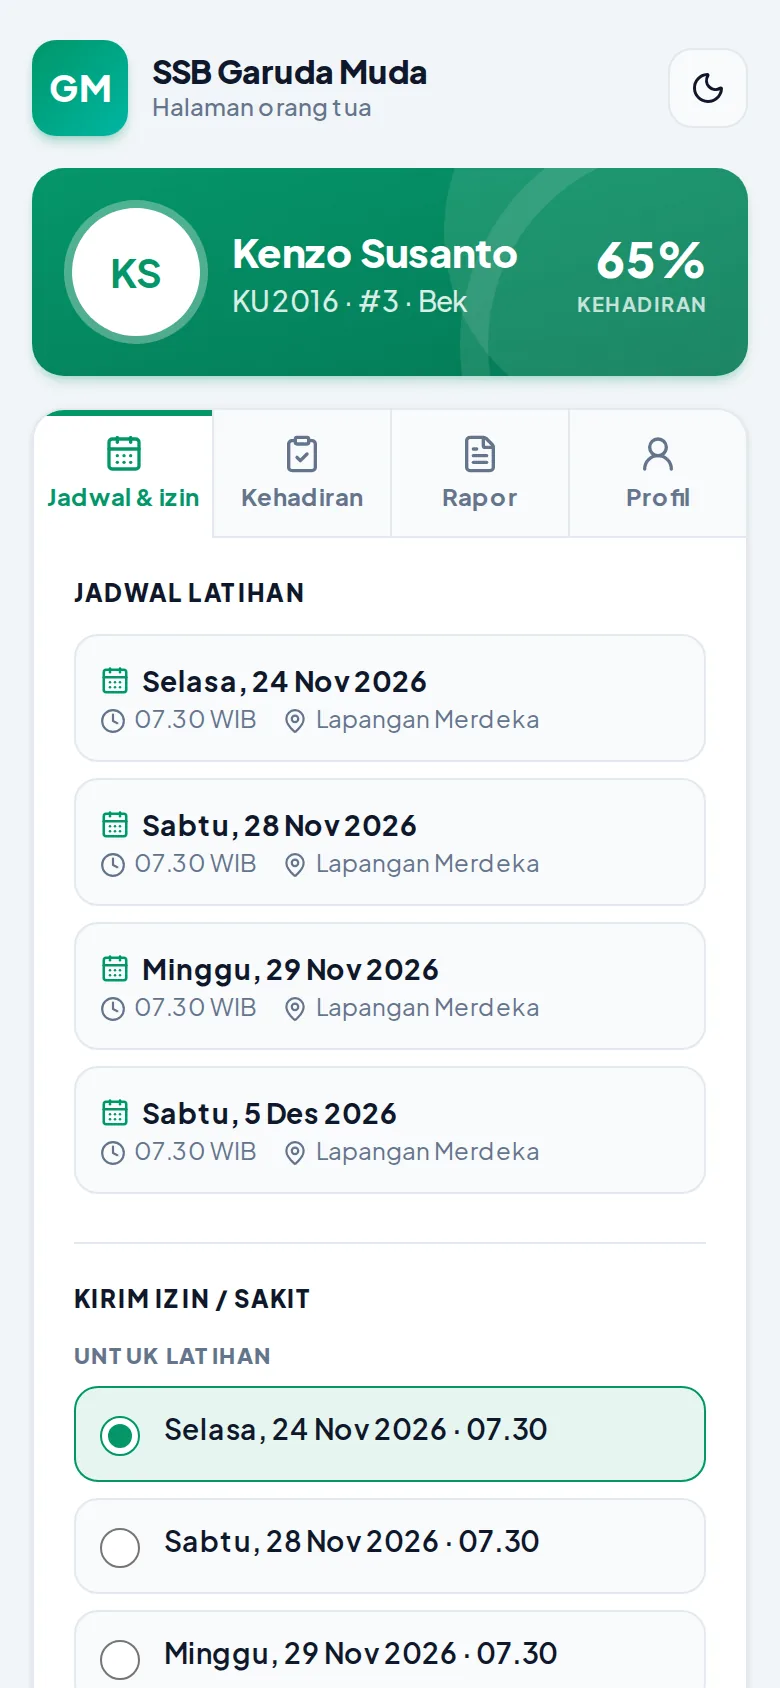 GM
SSB Garuda Muda
Halaman orang tua
KS
Kenzo Susanto
KU2016 · #3 · Bek
65%
KEHADIRAN
Jadwal & izin
Kehadiran
Rapor
Profil
JADWAL LATIHAN
Selasa, 24 Nov 2026
07.30 WIB Lapangan Merdeka
Sabtu, 28 Nov 2026
07.30 WIB Lapangan Merdeka
Minggu, 29 Nov 2026
07.30 WIB Lapangan Merdeka
Sabtu, 5 Des 2026
07.30 WIB Lapangan Merdeka
KIRIM IZIN / SAKIT
UNTUK LATIHAN
Selasa, 24 Nov 2026 · 07.30
Sabtu, 28 Nov 2026 · 07.30
Minggu, 29 Nov 2026 · 07.30